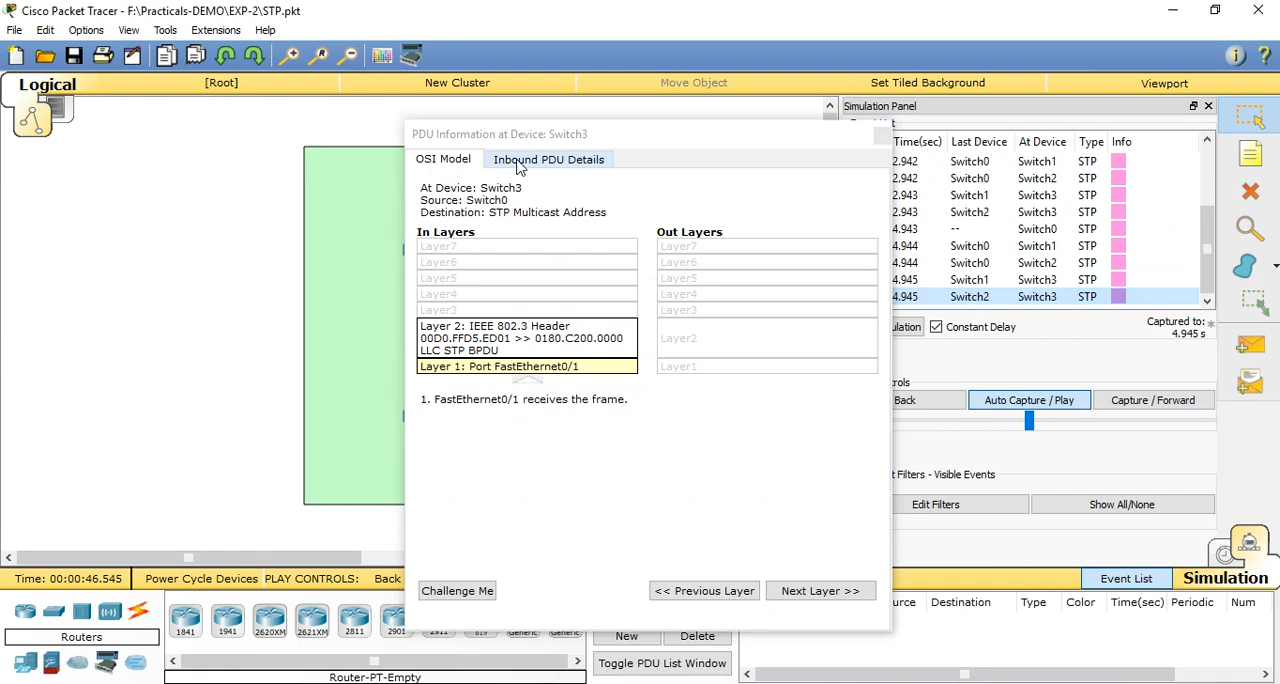 Cisco Packet Tracer - F:\Practicals-DEMO\EXP-2\STP.pkt
File Edit Options View Tools Extensions Help
Logical [Root] New Cluster Move Object Set Tiled Background Viewport
Simulation Panel
Time(sec) Last Device At Device Type Info
2.942 Switch0 Switch1 STP
2.942 Switch0 Switch2 STP
2.943 Switch1 Switch3 STP
2.943 Switch2 Switch3 STP
4.943 -- Switch0 STP
4.944 Switch0 Switch1 STP
4.944 Switch0 Switch2 STP
4.945 Switch1 Switch3 STP
4.945 Switch2 Switch3 STP
Constant Delay
Captured to:
4.945 s
Back Auto Capture / Play Capture / Forward
Filters - Visible Events
Edit Filters Show All/None
PDU Information at Device: Switch3
OSI Model Inbound PDU Details
At Device: Switch3
Source: Switch0
Destination: STP Multicast Address
In Layers Out Layers
Layer7 Layer7
Layer6 Layer6
Layer5 Layer5
Layer4 Layer4
Layer3 Layer3
Layer 2: IEEE 802.3 Header
00D0.FFD5.ED01 >> 0180.C200.0000
LLC STP BPDU
Layer2
Layer 1: Port FastEthernet0/1 Layer1
1. FastEthernet0/1 receives the frame.
Challenge Me << Previous Layer Next Layer >>
Time: 00:00:46.545 Power Cycle Devices PLAY CONTROLS: Back
Event List Simulation
Routers
1841 1941 2620XM 2621XM 2811 2901 2911 819 Generic Generic
Router-PT-Empty
New Delete
Toggle PDU List Window
Destination Type Color Time(sec) Periodic Num